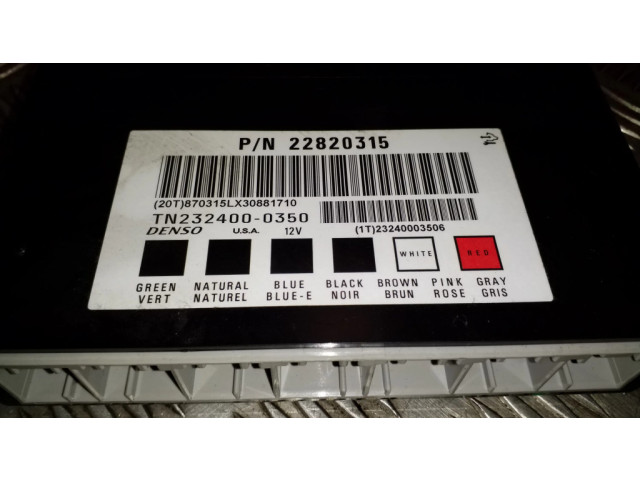 P/N 22820315
(20T)870315LX30881710
TN232400-0350
(1T)23240003506
DENSO U.S.A. 12V
WHITE RED
GREEN NATURAL BLUE BLACK BROWN PINK GRAY
VERT NATUREL BLUE-E NOIR BRUN ROSE GRIS